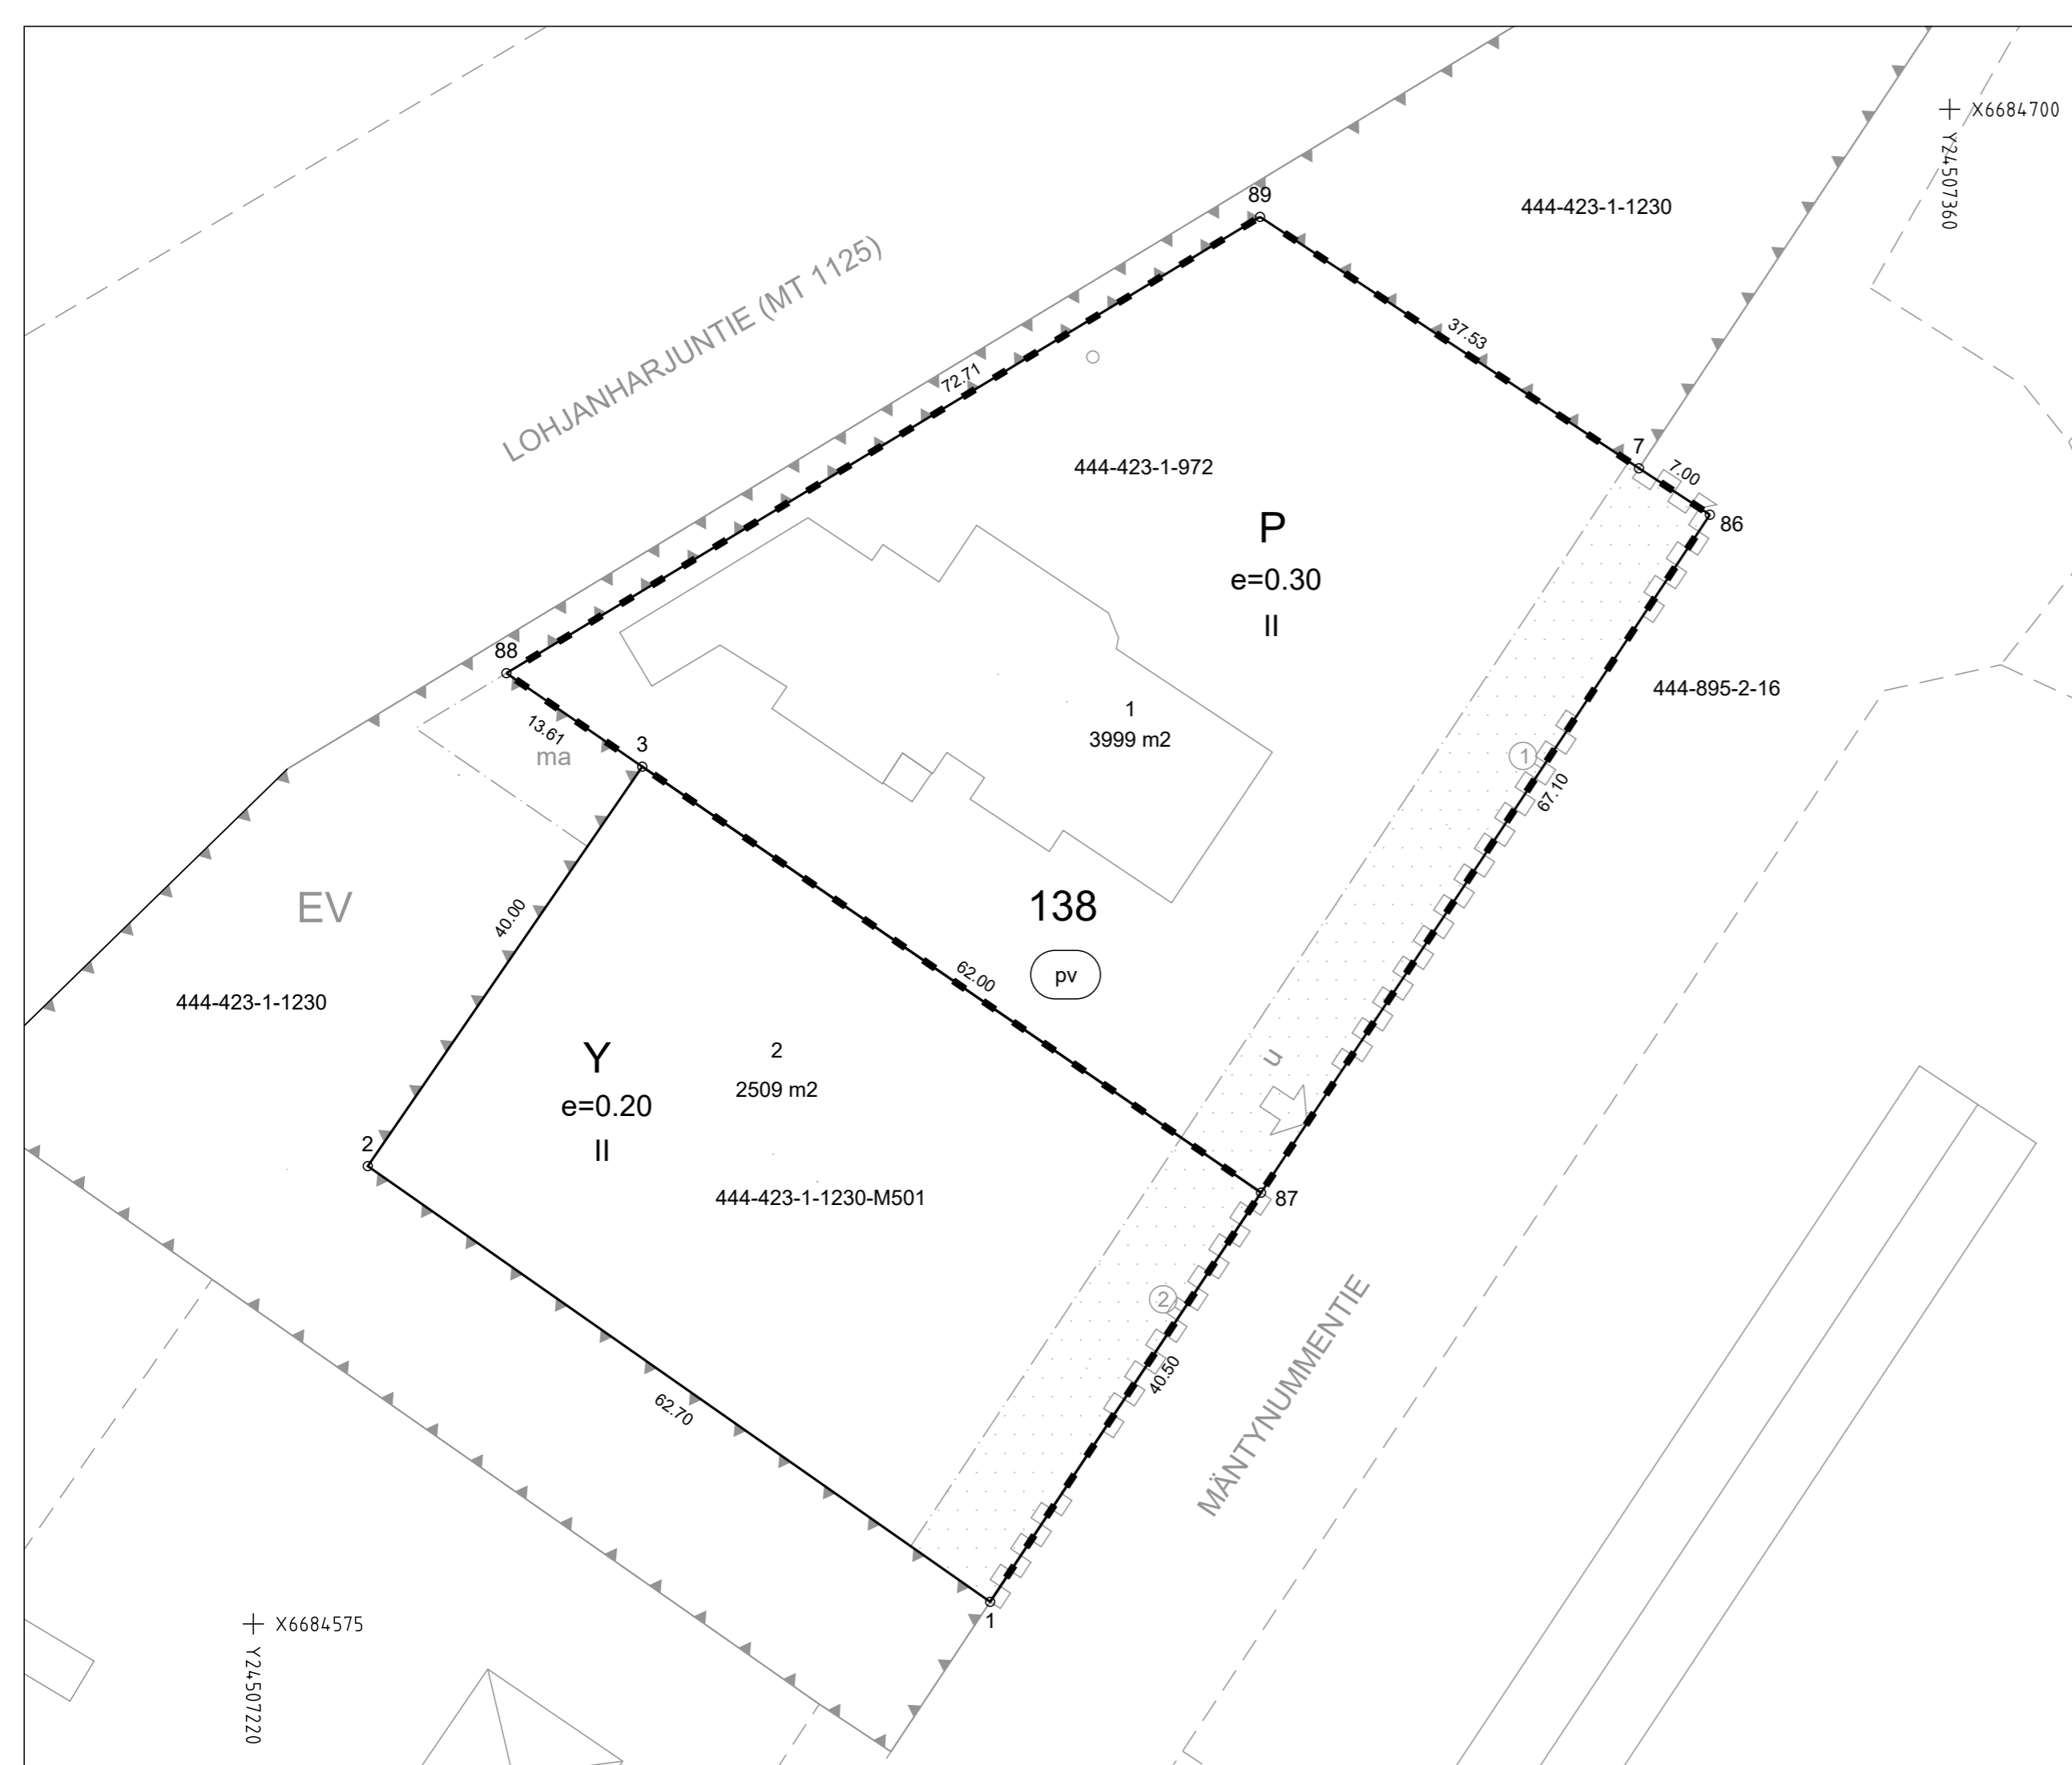 X6684700
Y24507360
89
444-423-1-1230
LOHJANHARJUNTIE (MT 1125)
37.53
72.71
7
7.00
444-423-1-972
86
P
e=0.30
II
88
444-895-2-16
1
3999 m2
13.61
3
ma
1
67.10
EV
40.00
138
62.00
pv
444-423-1-1230
Y
e=0.20
II
2
2509 m2
u
2
444-423-1-1230-M501
87
2
40.50
MÄNTYNUMMENTIE
62.70
1
X6684575
Y24507220